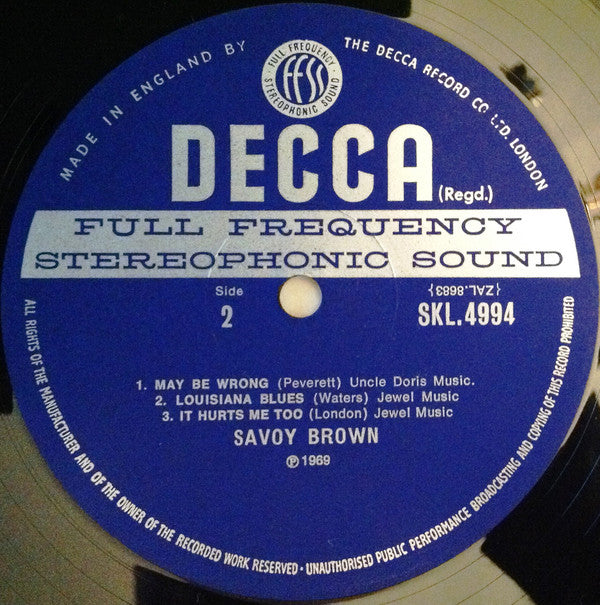 MADE IN ENGLAND BY THE DECCA RECORD CO LTD. LONDON
FULL FREQUENCY
ffss
STEREOPHONIC SOUND
DECCA (Regd.)
FULL FREQUENCY
STEREOPHONIC SOUND
Side
2
{ZAL.8683}
SKL.4994
1. MAY BE WRONG (Peverett) Uncle Doris Music.
2. LOUISIANA BLUES (Waters) Jewel Music
3. IT HURTS ME TOO (London) Jewel Music
SAVOY BROWN
℗1969
ALL RIGHTS OF THE MANUFACTURER AND OF THE OWNER OF THE RECORDED WORK RESERVED · UNAUTHORISED PUBLIC PERFORMANCE BROADCASTING AND COPYING OF THIS RECORD PROHIBITED